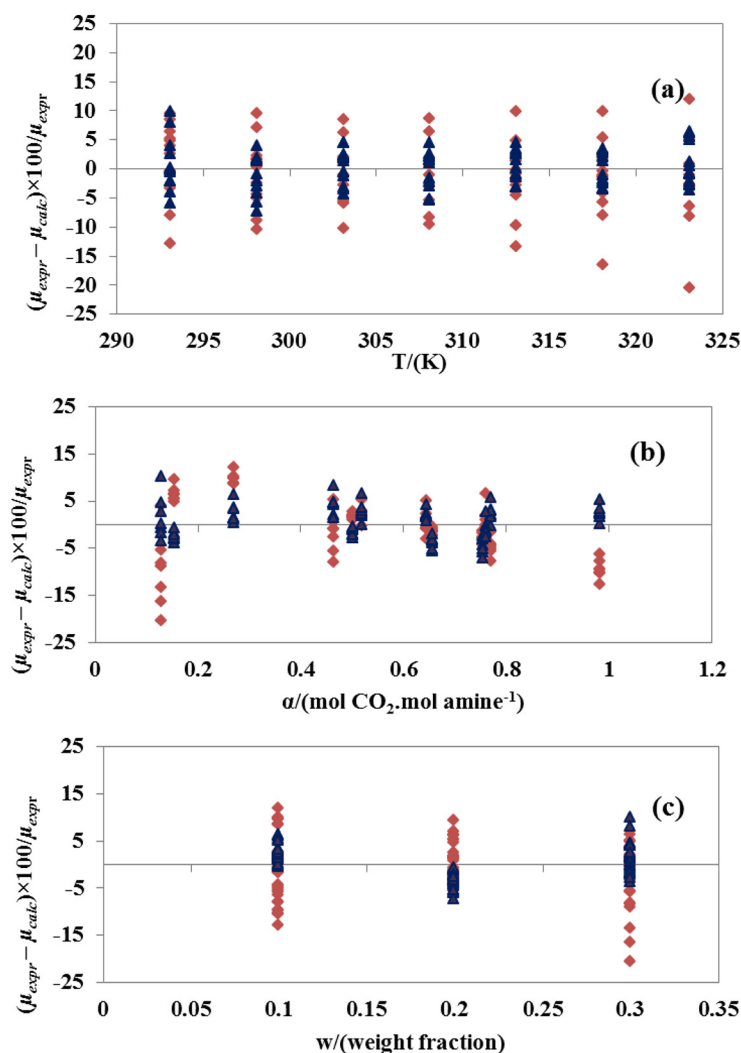 25
20
15
10
5
0
-5
-10
-15
-20
-25
(μexpr − μcalc)×100/μexpr
(a)
290 295 300 305 310 315 320 325
T/(K)
25
15
5
-5
-15
-25
(μexpr − μcalc)×100/μexpr
(b)
0 0.2 0.4 0.6 0.8 1 1.2
α/(mol CO₂.mol amine⁻¹)
25
15
5
-5
-15
-25
(μexpr − μcalc)×100/μexpr
(c)
0 0.05 0.1 0.15 0.2 0.25 0.3 0.35
w/(weight fraction)